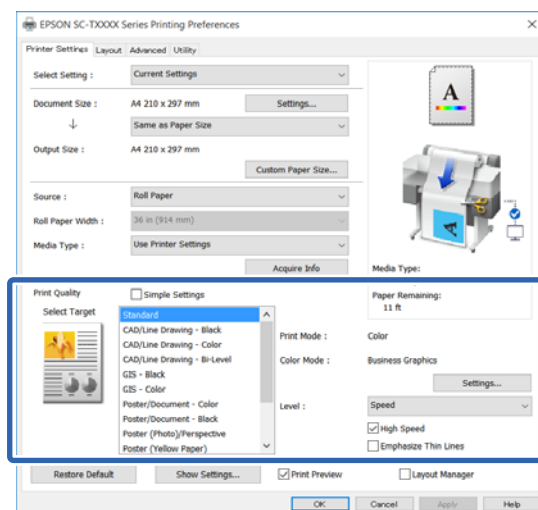 EPSON SC-TXXXX Series Printing Preferences
Printer Settings Layout Advanced Utility
Select Setting : Current Settings
Document Size : A4 210 x 297 mm Settings...
Same as Paper Size
Output Size : A4 210 x 297 mm
Custom Paper Size...
Source : Roll Paper
Roll Paper Width : 36 in (914 mm)
Media Type : Use Printer Settings
Acquire Info
A
A
Media Type:
Paper Remaining:
11 ft
Print Quality Simple Settings
Select Target
Standard
CAD/Line Drawing - Black
CAD/Line Drawing - Color
CAD/Line Drawing - Bi-Level
GIS - Black
GIS - Color
Poster/Document - Color
Poster/Document - Black
Poster (Photo)/Perspective
Poster (Yellow Paper)
Print Mode : Color
Color Mode : Business Graphics
Settings...
Level : Speed
High Speed
Emphasize Thin Lines
Restore Default Show Settings... Print Preview Layout Manager
OK Cancel Apply Help